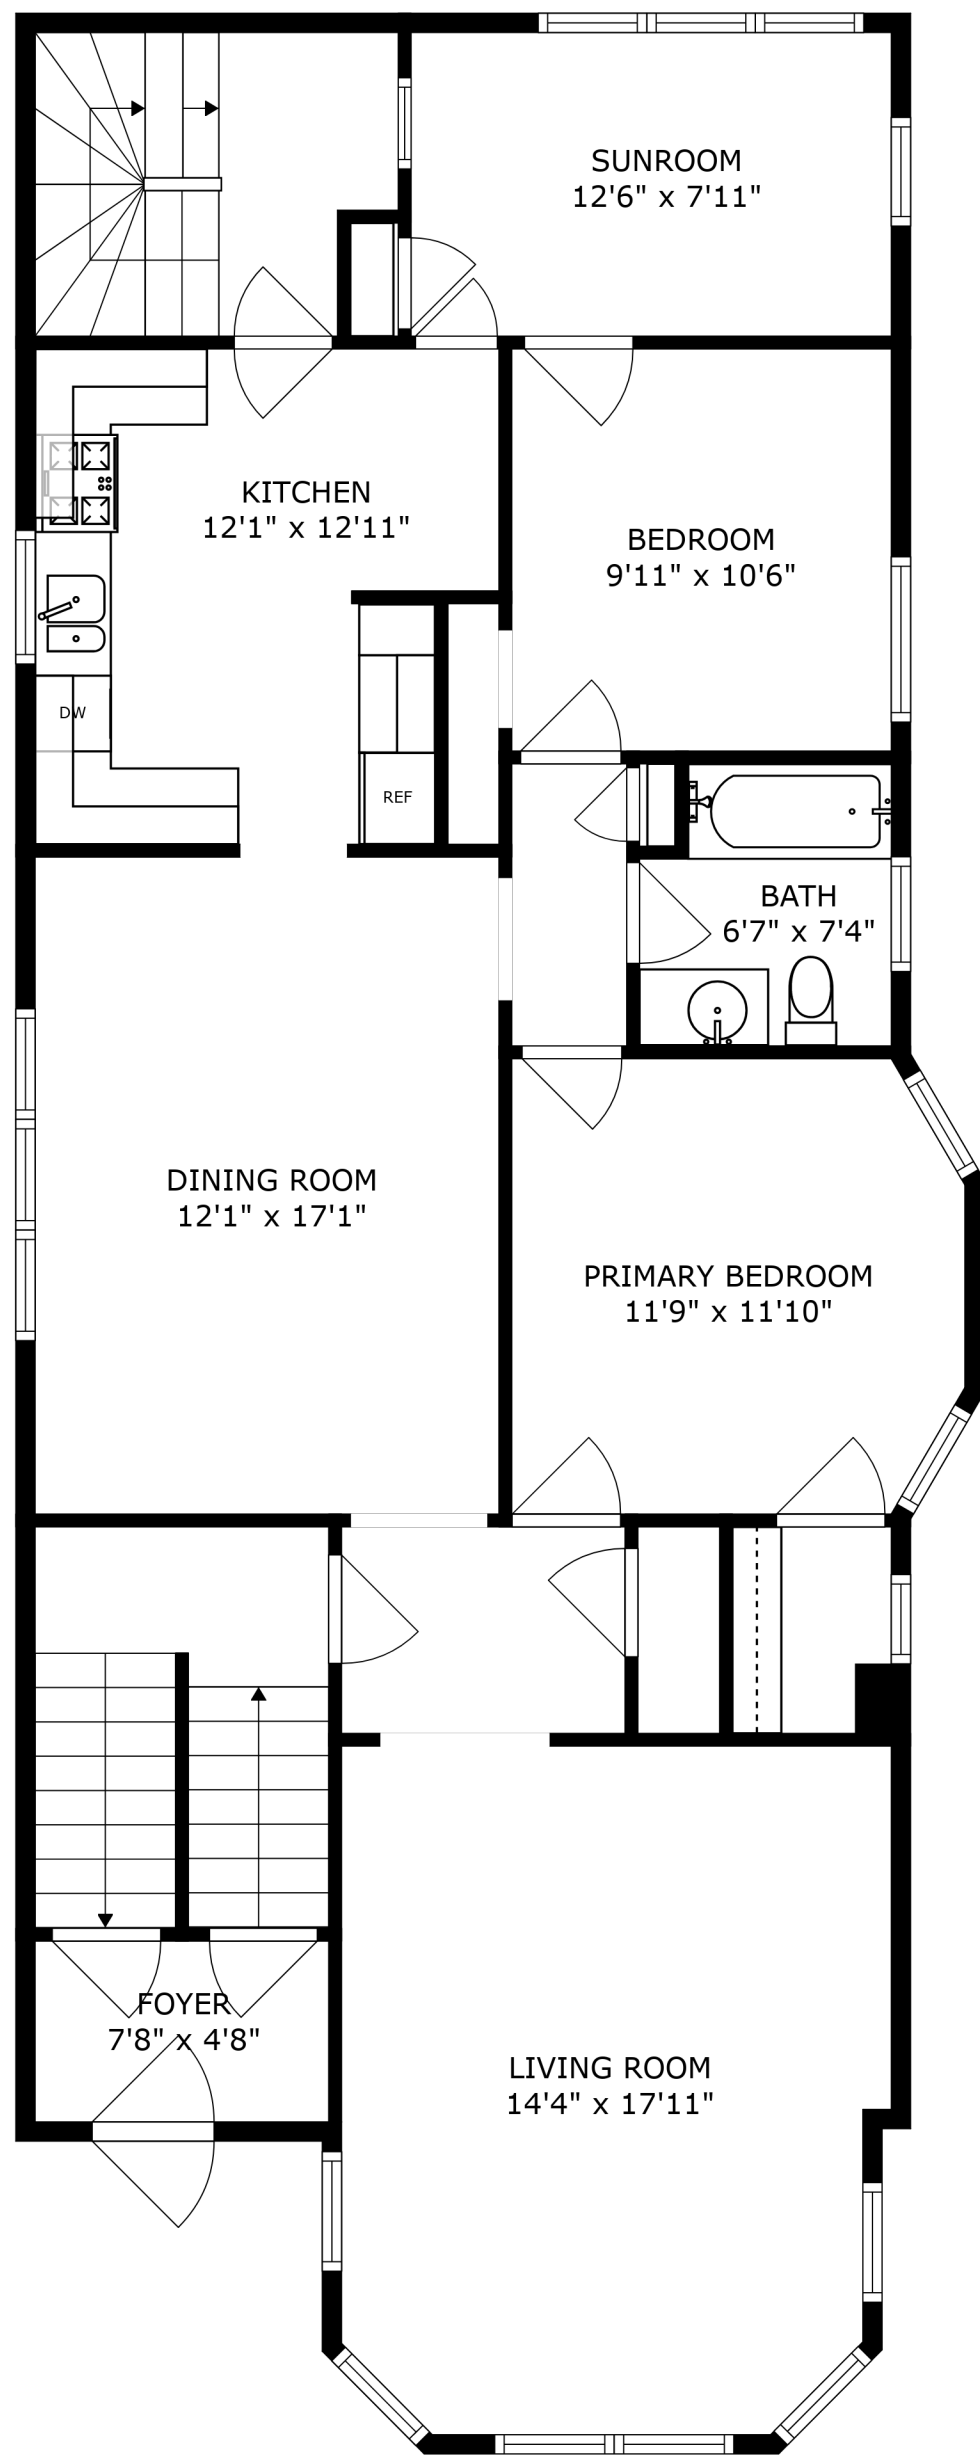 SUNROOM
12'6" x 7'11"
KITCHEN
12'1" x 12'11"
BEDROOM
9'11" x 10'6"
DW
REF
BATH
6'7" x 7'4"
DINING ROOM
12'1" x 17'1"
PRIMARY BEDROOM
11'9" x 11'10"
FOYER
7'8" x 4'8"
LIVING ROOM
14'4" x 17'11"